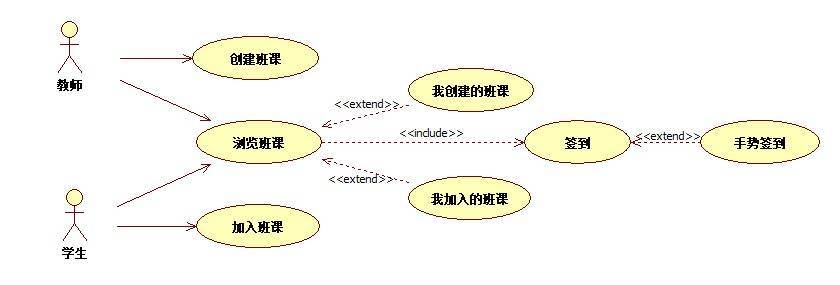 创建班课
教师
我创建的班课
<<extend>>
浏览班课
<<include>>
签到
<<extend>>
手势签到
<<extend>>
我加入的班课
加入班课
学生